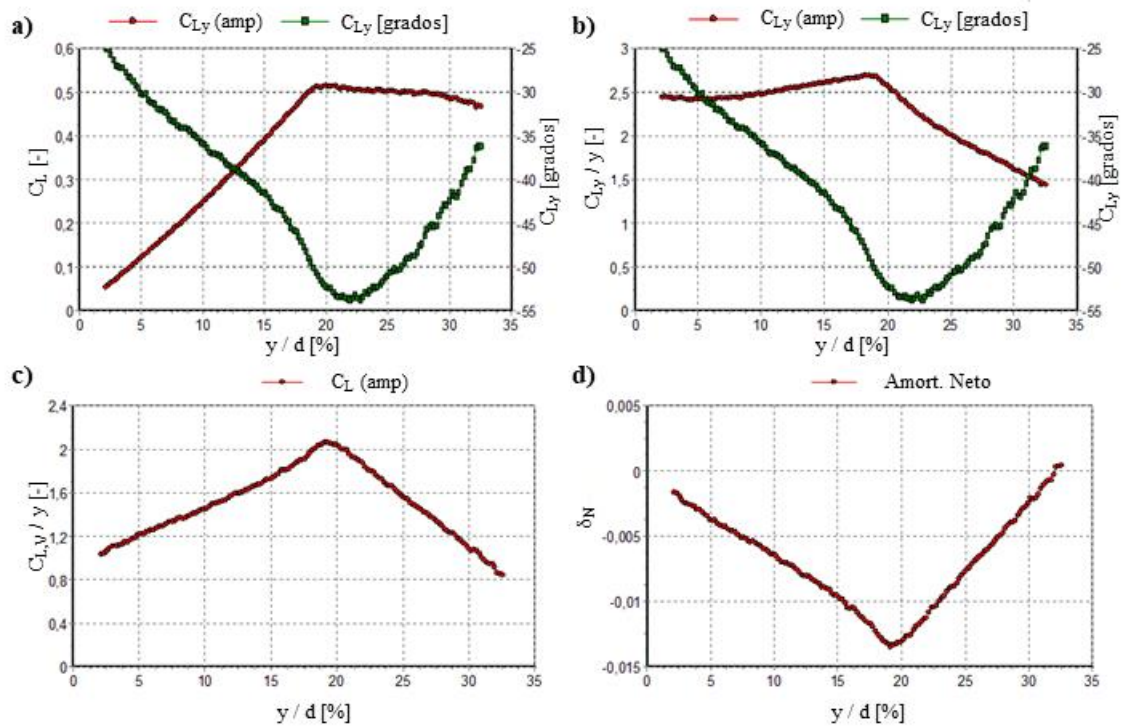 a) C_Ly (amp) C_Ly [grados]
C_L [-]
0,6
0,5
0,4
0,3
0,2
0,1
0
-25
-30
-35
-40
-45
-50
-55
C_Ly [grados]
0 5 10 15 20 25 30 35
y / d [%]
b) C_Ly (amp) C_Ly [grados]
C_Ly / y [-]
3
2,5
2
1,5
1
0,5
0
-25
-30
-35
-40
-45
-50
-55
C_Ly [grados]
0 5 10 15 20 25 30 35
y / d [%]
c) C_L (amp)
C_L,V / y [-]
2,4
2
1,6
1,2
0,8
0,4
0
0 5 10 15 20 25 30 35
y / d [%]
d) Amort. Neto
δ_N
0,005
0
-0,005
-0,01
-0,015
0 5 10 15 20 25 30 35
y / d [%]